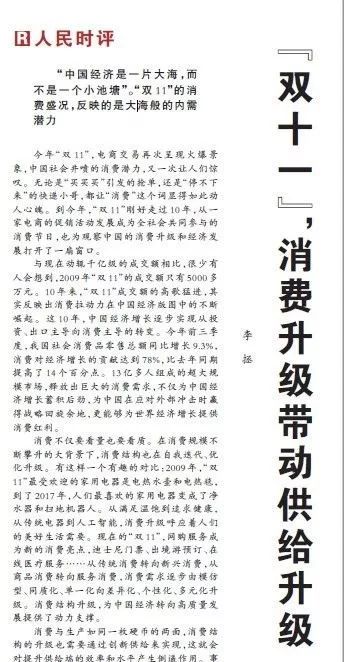 R人民时评
『双十一』，消费升级带动供给升级
李拯
“中国经济是一片大海，而
不是一个小池塘”。“双 11”的消
费盛况，反映的是大海般的内需
潜力
今年“双 11”，电商交易再次呈现火爆景
象，中国社会井喷的消费潜力，又一次让人们惊
叹。无论是“买买买”引发的抢单，还是“停不下
来”的快递小哥，都让“消费”这个词显得如此动
人心魄。到今年，“双 11”刚好走过10年，从一
家电商的促销活动发展成为全社会共同参与的
消费节日，也为观察中国的消费升级和经济发
展打开了一扇窗口。
与现在动辄千亿级的成交额相比，很少有
人会想到，2009年“双11”的成交额只有5000多
万元。10年来，“双11”成交额的高歌猛进，其
实反映出消费拉动力在中国经济版图中的不断
崛起。这10年，中国经济增长逐步实现从投
资、出口主导向消费主导的转变。今年前三季
度，我国社会消费品零售总额同比增长9.3%，
消费对经济增长的贡献达到78%，比去年同期
提高了14个百分点。13亿多人组成的超大规
模市场，释放出巨大的消费需求，不仅为中国经
济增长蓄积后劲，为中国在应对外部冲击时赢
得战略回旋余地，更能够为世界经济增长提供
消费红利。
消费不仅要看量也要看质。在消费规模不
断攀升的大背景下，消费结构也在自我迭代、优
化升级。有这样一个有趣的对比：2009年，“双
11”最受欢迎的家用电器是电热水壶和电热毯，
到了2017年，人们最喜欢的家用电器变成了净
水器和扫地机器人。从满足温饱到追求健康，
从传统电器到人工智能，消费升级呼应着人们
的美好生活需要。现在的“双11”，网购服务成
为新的消费亮点，迪士尼门票、出境游预订、在
线医疗服务……从传统消费转向新兴消费，从
商品消费转向服务消费，消费需求逐步由模仿
型、同质化、单一化向差异化、个性化、多元化升
级。消费结构升级，为中国经济转向高质量发
展提供了动力支撑。
消费与生产如同一枚硬币的两面，消费结
构的升级也需要通过创新供给来实现，这就会
对提升供给端的效率和水平产生倒逼作用。事